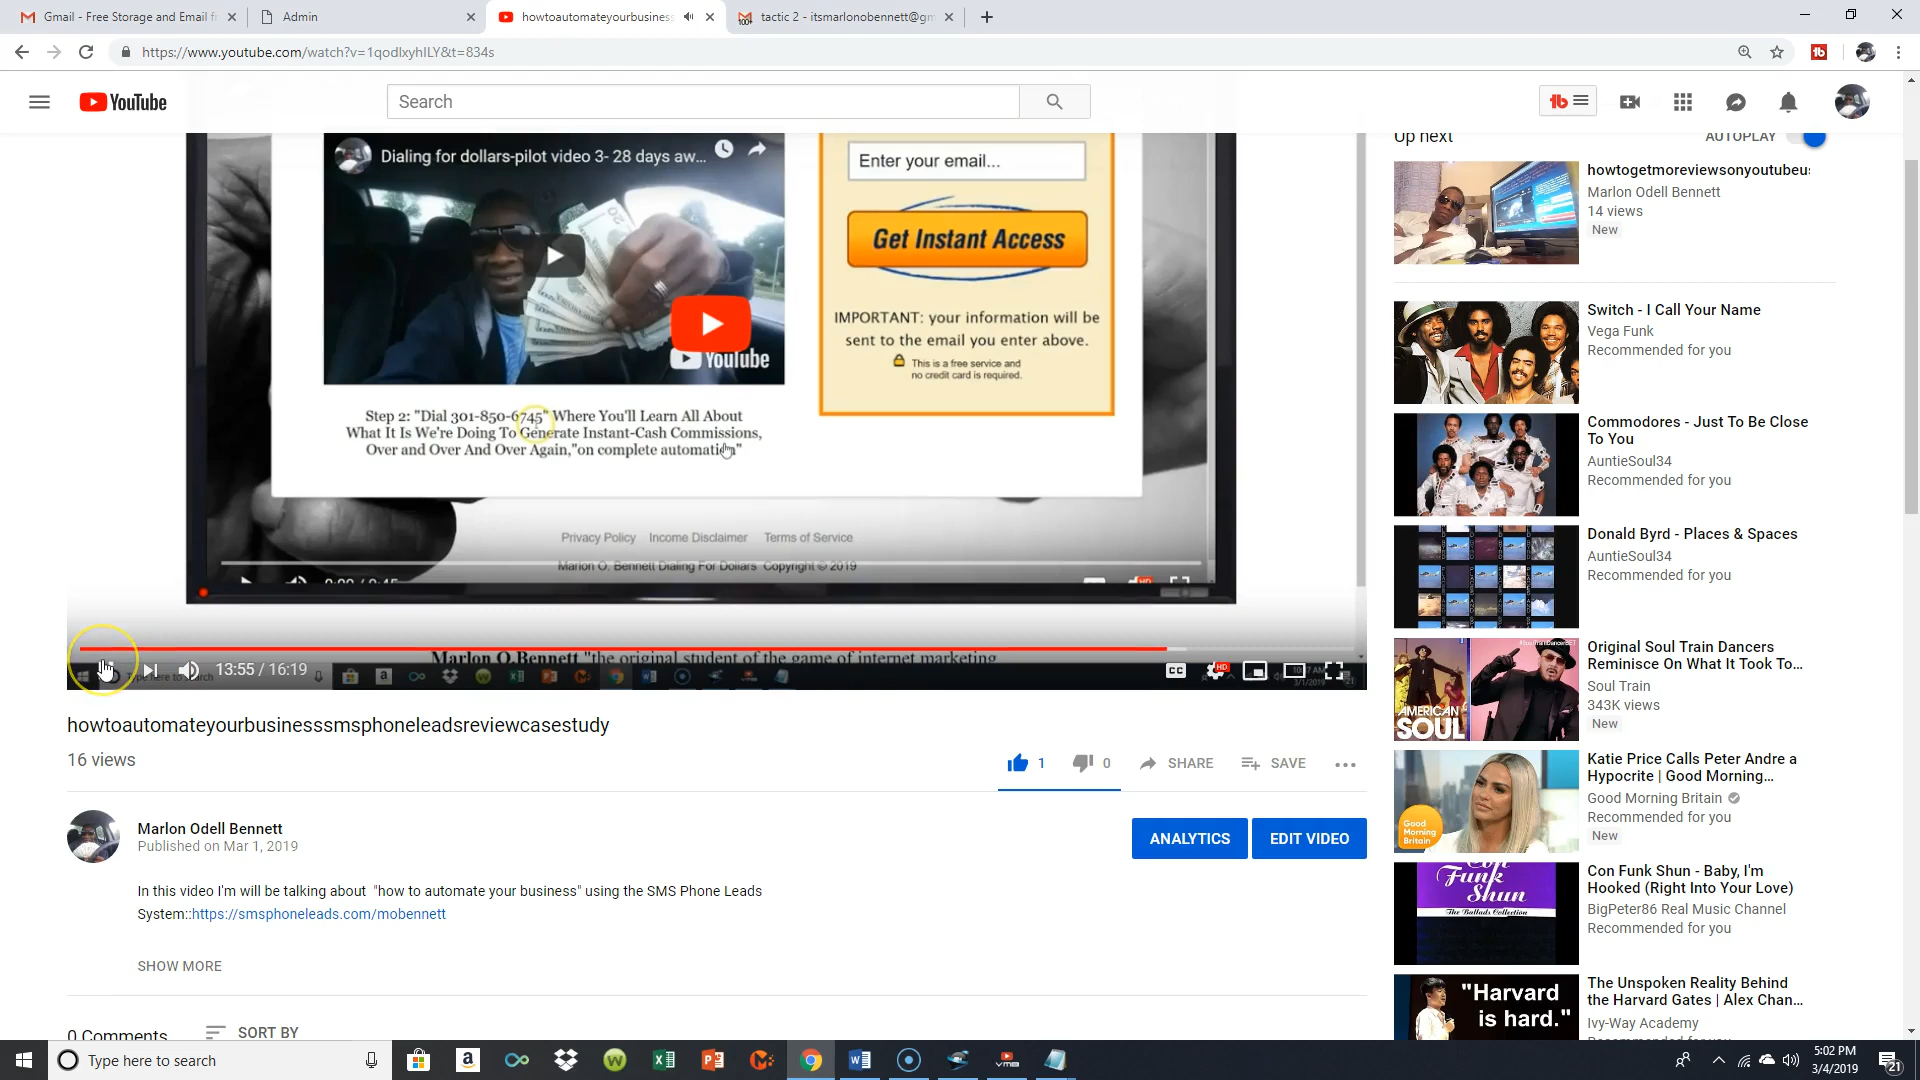 Gmail - Free Storage and Email f
Admin
howtoautomateyourbusiness
tactic 2 - itsmarlonobennett@gm
https://www.youtube.com/watch?v=1qodlxyhILY&t=834s
YouTube
Search
Dialing for dollars-pilot video 3- 28 days aw...
YouTube
Enter your email...
Get Instant Access
IMPORTANT: your information will be
sent to the email you enter above.
This is a free service and
no credit card is required.
Step 2: "Dial 301-850-6745" Where You'll Learn All About
What It Is We're Doing To Generate Instant-Cash Commissions,
Over and Over And Over Again,"on complete automation"
Privacy Policy Income Disclaimer Terms of Service
Marlon O. Bennett Dialing For Dollars Copyright © 2019
Marlon O.Bennett "the original student of the game of internet marketing
13:55 / 16:19
CC
HD
howtoautomateyourbusinesssmsphoneleadsreviewcasestudy
16 views
1
0
SHARE
SAVE
Marlon Odell Bennett
Published on Mar 1, 2019
ANALYTICS
EDIT VIDEO
In this video I'm will be talking about "how to automate your business" using the SMS Phone Leads
System::https://smsphoneleads.com/mobennett
SHOW MORE
0 Comments
SORT BY
Up next
AUTOPLAY
howtogetmoreviewsonyoutubeu
Marlon Odell Bennett
14 views
New
Switch - I Call Your Name
Vega Funk
Recommended for you
Commodores - Just To Be Close
To You
AuntieSoul34
Recommended for you
Donald Byrd - Places & Spaces
AuntieSoul34
Recommended for you
AMERICAN
SOUL
Original Soul Train Dancers
Reminisce On What It Took To...
Soul Train
343K views
New
Good
Morning
Britain
Katie Price Calls Peter Andre a
Hypocrite | Good Morning...
Good Morning Britain
Recommended for you
New
Con
Funk
Shun
The Ballads Collection
Con Funk Shun - Baby, I'm
Hooked (Right Into Your Love)
BigPeter86 Real Music Channel
Recommended for you
"Harvard
is hard."
The Unspoken Reality Behind
the Harvard Gates | Alex Chan...
Ivy-Way Academy
Type here to search
5:02 PM
3/4/2019
21